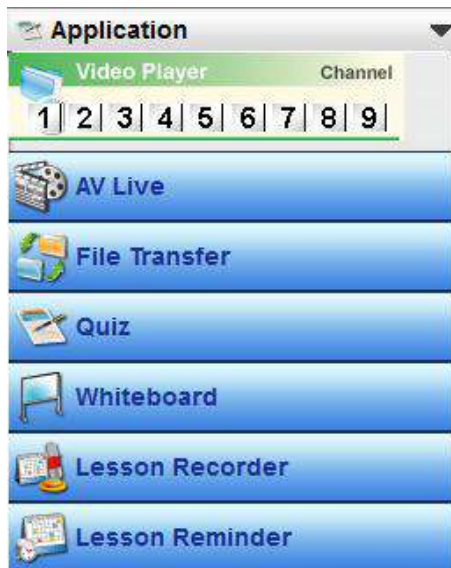 Application
Video Player Channel
1 2 3 4 5 6 7 8 9
AV Live
File Transfer
Quiz
Whiteboard
Lesson Recorder
Lesson Reminder